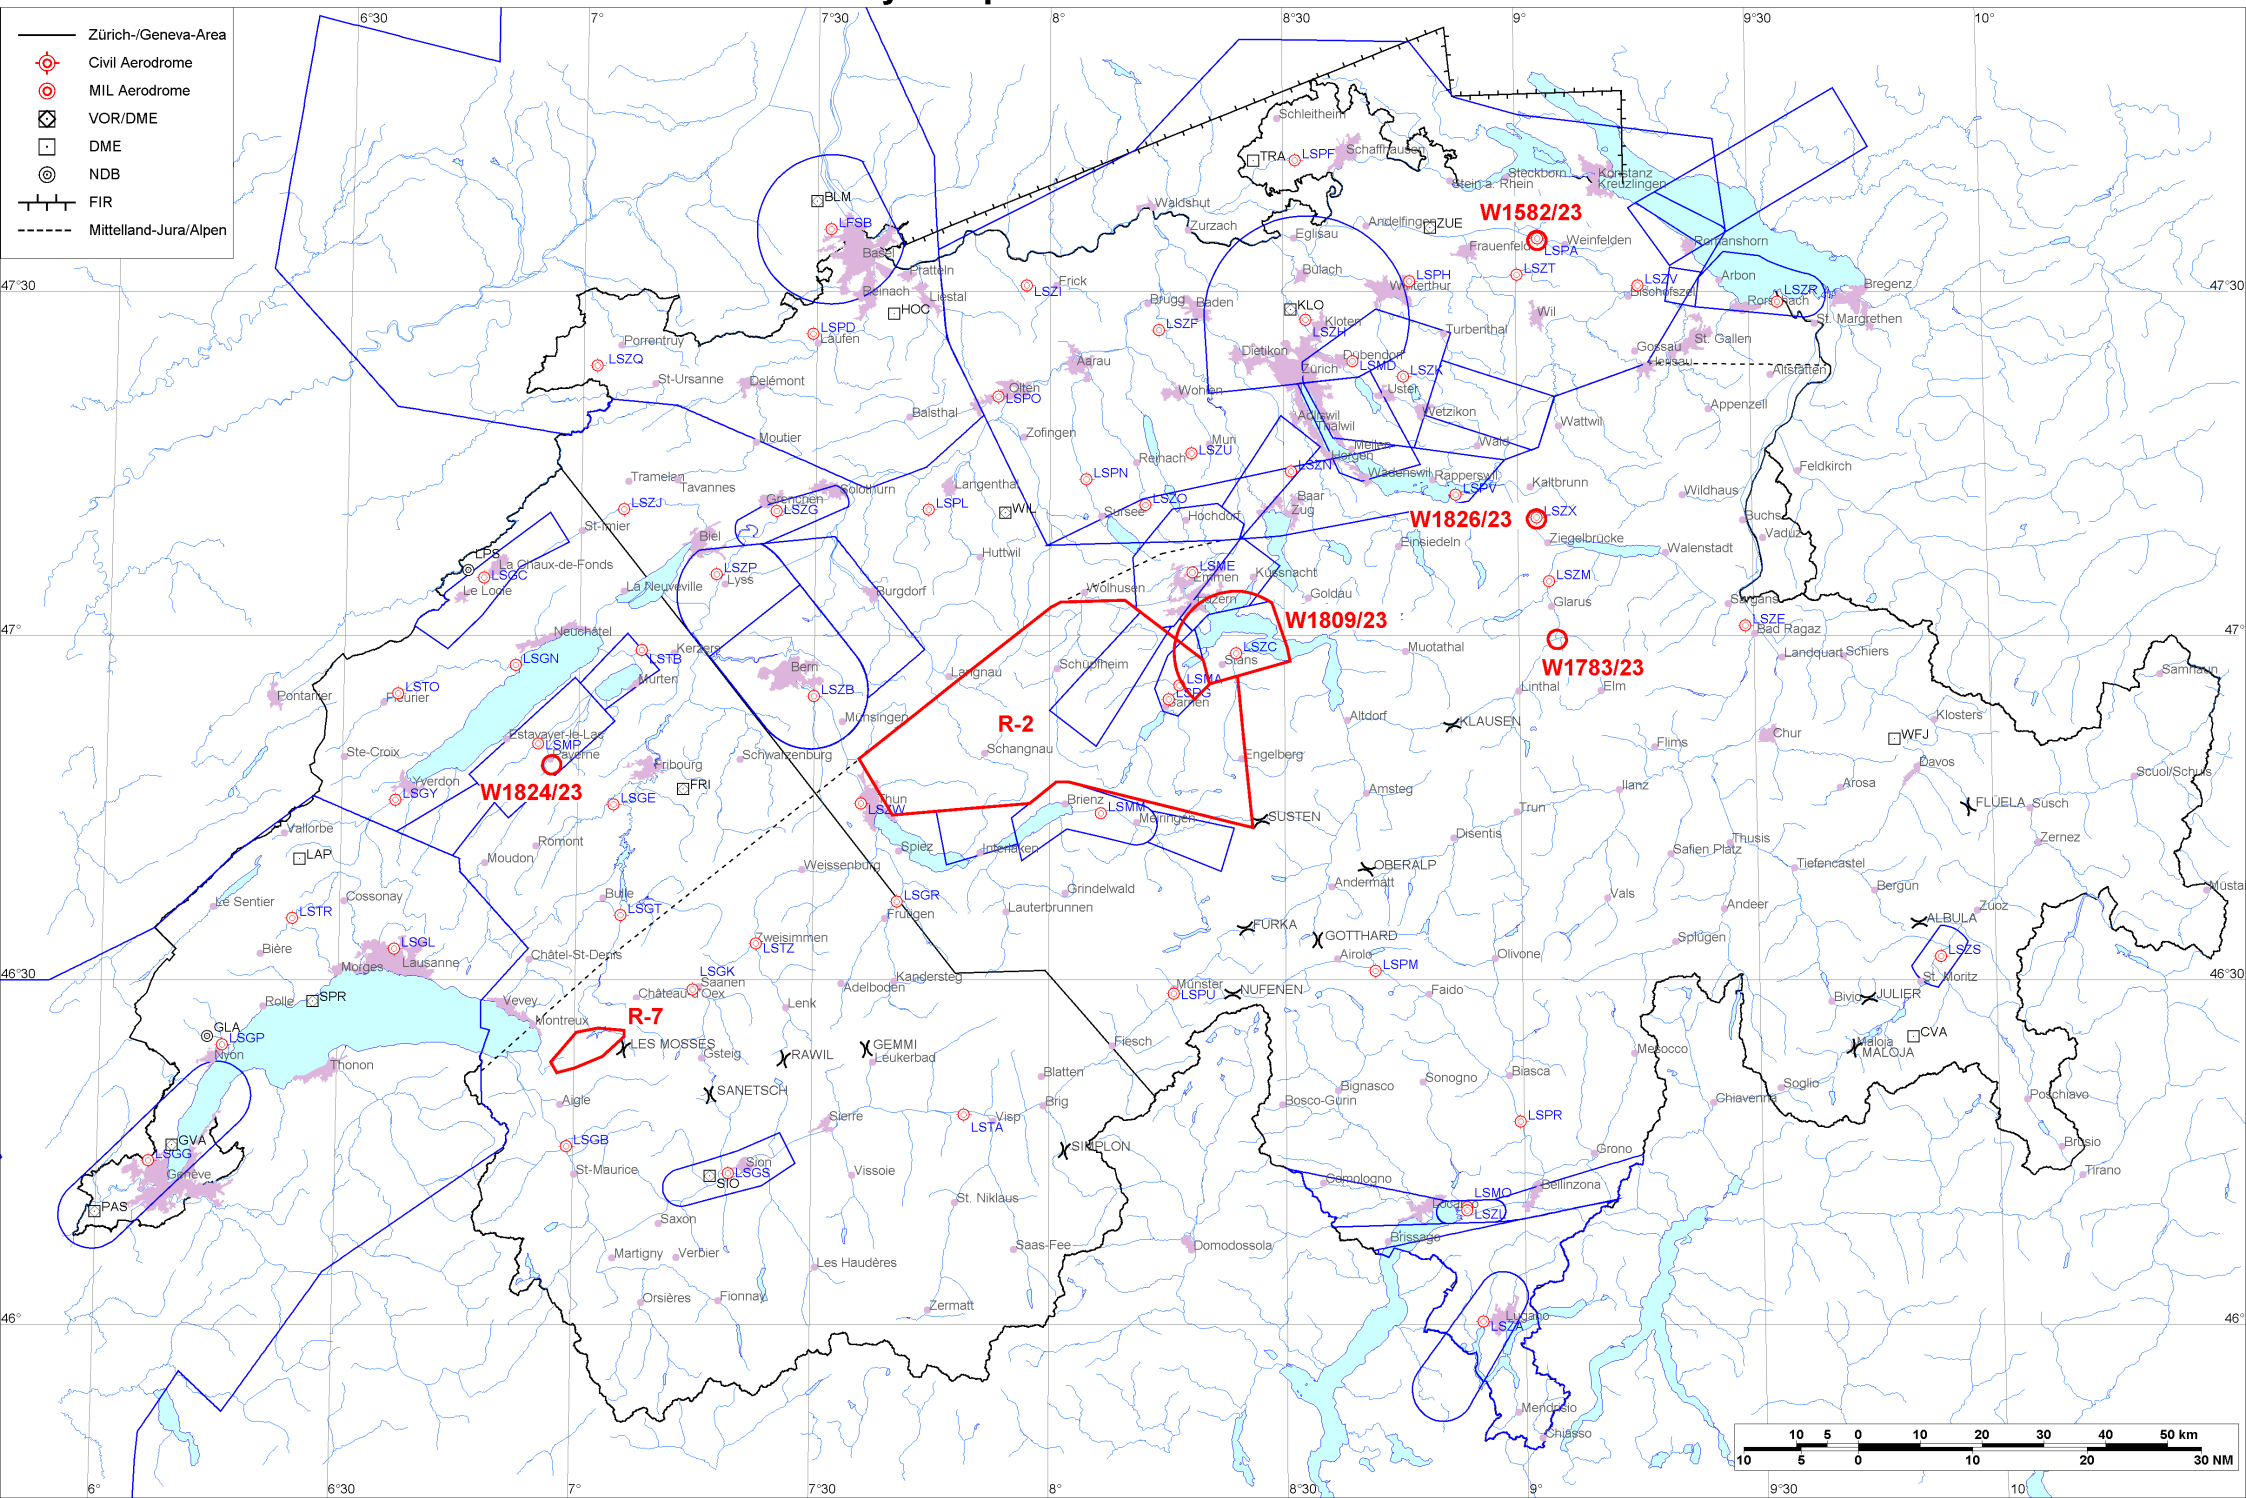 6°30
7°
7°30
8°
8°30
9°
9°30
10°
Zürich-/Geneva-Area
Civil Aerodrome
MIL Aerodrome
VOR/DME
DME
NDB
FIR
Mittelland-Jura/Alpen
Schleitheim
TRA
LSPF
Schaffhausen
Steckborn
Stein a. Rhein
Konstanz
Kreuzlingen
BLM
LFSB
Basel
Waldshut
Zurzach
Eglisau
Andelfingen
ZUE
W1582/23
Frauenfeld
LSPA
Weinfelden
Romanshorn
Pratteln
Reinach
Liestal
HOC
Frick
LSZI
Bülach
LSPH
Winterthur
LSZT
LSZV
Bischofszell
Arbon
LSZR
Rorschach
Bregenz
St. Margrethen
47°30
47°30
Brugg
Baden
KLO
Kloten
LSZH
Wil
Turbenthal
LSPD
Laufen
LSZF
Porrentruy
LSZQ
St-Ursanne
Delémont
Aarau
Dietikon
Zürich
Dübendorf
LSMD
LSZK
Uster
Gossau
Herisau
St. Gallen
Altstätten
Olten
LSPO
Balsthal
Wohlen
Wetzikon
Appenzell
Adliswil
Thalwil
Wattwil
Moutier
Zofingen
Muri
LSZU
Reinach
Meilen
Horgen
Wald
Tramelan
Tavannes
LSPN
LSZN
Wädenswil
Rapperswil
LSPV
Kaltbrunn
Feldkirch
Wildhaus
Grenchen
Solothurn
LSZG
LSZJ
St-Imier
Langenthal
LSPL
WIL
LSZO
Sursee
Hochdorf
Baar
Zug
W1826/23
LSZX
Buchs
Vaduz
Einsiedeln
Ziegelbrücke
Walenstadt
Biel
LPS
La Chaux-de-Fonds
LSGC
Le Locle
LSZP
Lyss
La Neuveville
Huttwil
Burgdorf
Wolhusen
LSME
Emmen
Luzern
Küssnacht
Goldau
LSZM
Glarus
Sargans
LSZE
Bad Ragaz
W1809/23
47°
47°
Neuchâtel
LSGN
LSTB
Kerzers
Murten
LSTO
Fleurier
Pontarlier
Bern
LSZB
Langnau
Schüpfheim
LSZC
Stans
LSMA
LSPG
Sarnen
Muotathal
W1783/23
Landquart
Schiers
Samnaun
Linthal
Elm
Münsingen
R-2
Altdorf
KLAUSEN
Klosters
Estavayer-le-Lac
LSMP
Payerne
Ste-Croix
W1824/23
Schwarzenburg
Schangnau
Engelberg
Flims
Chur
WFJ
Davos
Fribourg
FRI
LSGE
Yverdon
LSGY
Thun
LSZW
Brienz
LSMM
Meiringen
SUSTEN
Amsteg
Trun
Ilanz
Arosa
FLÜELA
Susch
Scuol/Schuls
Zernez
Vallorbe
LAP
Romont
Moudon
Spiez
Interlaken
Disentis
Safien Platz
Thusis
Tiefencastel
Weissenburg
OBERALP
Andermatt
Vals
Andeer
Bergün
Müstair
Le Sentier
Cossonay
LSTR
Bulle
LSGT
LSGR
Frutigen
Grindelwald
Lauterbrunnen
FURKA
GOTTHARD
Zuoz
ALBULA
LSZS
St. Moritz
Bière
LSGL
Lausanne
Morges
Châtel-St-Denis
Zweisimmen
LSTZ
Airolo
LSPM
Olivone
Splügen
46°30
46°30
Rolle
SPR
Vevey
Montreux
LSGK
Saanen
Château-d'Oex
Lenk
Adelboden
Kandersteg
Münster
LSPU
NUFENEN
Faido
Bivio
JULIER
CVA
Maloja
MALOJA
GLA
LSGP
Nyon
Thonon
R-7
LES MOSSES
Gsteig
RAWIL
GEMMI
Leukerbad
Fiesch
Mesocco
Blatten
Bignasco
Sonogno
Biasca
Soglio
Chiavenna
Poschiavo
Aigle
SANETSCH
Sierre
LSTA
Visp
Brig
Bosco-Gurin
LSPR
Brusio
Tirano
GVA
LSGG
Genève
PAS
LSGB
St-Maurice
Sion
LSGS
SIO
Vissoie
SIMPLON
Grono
Comologno
St. Niklaus
LSMO
Bellinzona
Locarno
LSZL
Saxon
Martigny
Verbier
Les Haudères
Saas-Fee
Domodossola
Brissago
Orsières
Fionnay
Zermatt
Lugano
LSZA
46°
46°
Mendrisio
Chiasso
10
5
0
10
20
30
40
50 km
10
5
0
10
20
30 NM
6°
6°30
7°
7°30
8°
8°30
9°
9°30
10°